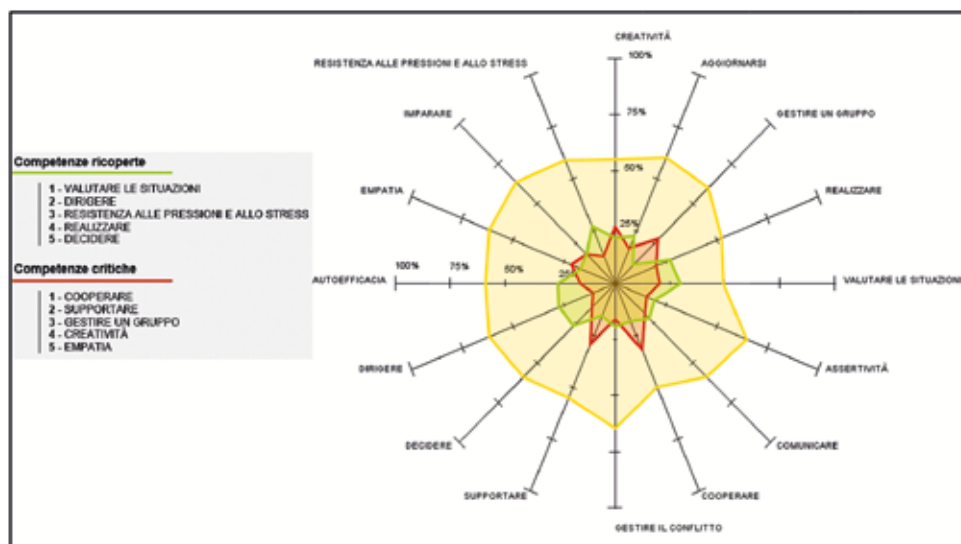 CREATIVITÀ
100%
75%
50%
25%
RESISTENZA ALLE PRESSIONI E ALLO STRESS
AGGIORNARSI
IMPARARE
GESTIRE UN GRUPPO
EMPATIA
REALIZZARE
AUTOEFFICACIA
100%
75%
50%
25
VALUTARE LE SITUAZIONI
DIRIGERE
ASSERTIVITÀ
DECIDERE
COMUNICARE
SUPPORTARE
COOPERARE
GESTIRE IL CONFLITTO
Competenze ricoperte
1 - VALUTARE LE SITUAZIONI
2 - DIRIGERE
3 - RESISTENZA ALLE PRESSIONI E ALLO STRESS
4 - REALIZZARE
5 - DECIDERE
Competenze critiche
1 - COOPERARE
2 - SUPPORTARE
3 - GESTIRE UN GRUPPO
4 - CREATIVITÀ
5 - EMPATIA